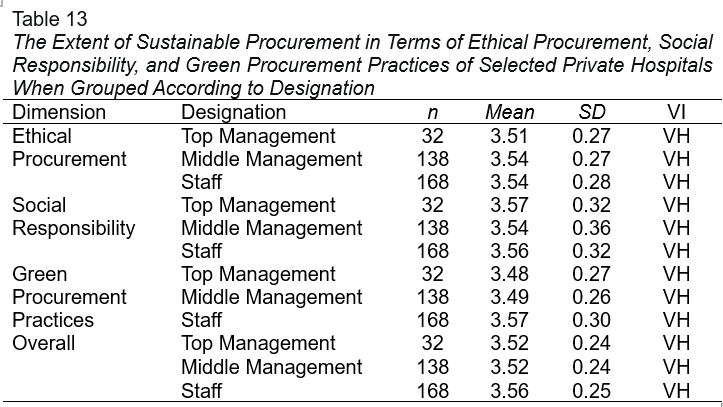 Table 13
The Extent of Sustainable Procurement in Terms of Ethical Procurement, Social
Responsibility, and Green Procurement Practices of Selected Private Hospitals
When Grouped According to Designation
Dimension Designation n Mean SD VI
Ethical Top Management 32 3.51 0.27 VH
Procurement Middle Management 138 3.54 0.27 VH
Staff 168 3.54 0.28 VH
Social Top Management 32 3.57 0.32 VH
Responsibility Middle Management 138 3.54 0.36 VH
Staff 168 3.56 0.32 VH
Green Top Management 32 3.48 0.27 VH
Procurement Middle Management 138 3.49 0.26 VH
Practices Staff 168 3.57 0.30 VH
Overall Top Management 32 3.52 0.24 VH
Middle Management 138 3.52 0.24 VH
Staff 168 3.56 0.25 VH